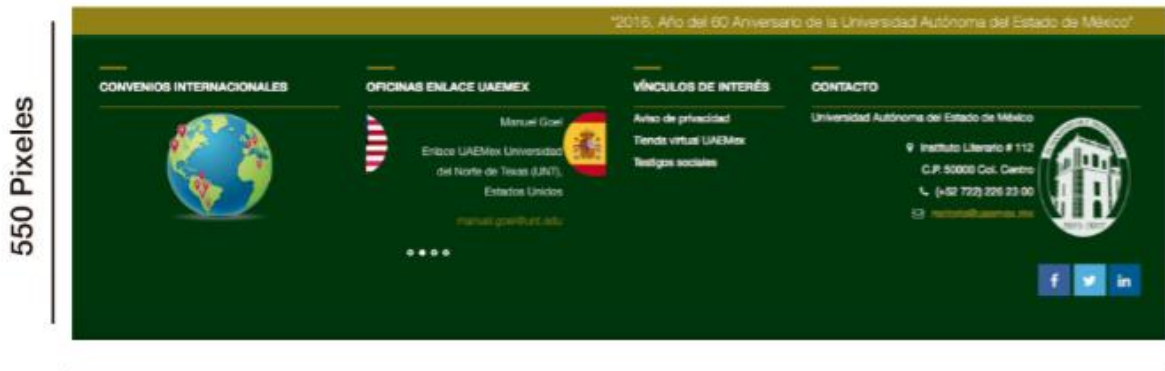 550 Pixeles
"2016, Año del 60 Aniversario de la Universidad Autónoma del Estado de México"
CONVENIOS INTERNACIONALES
OFICINAS ENLACE UAEMEX
Manuel Goel
Enlace UAEMex Universidad
del Norte de Texas (UNT),
Estados Unidos
manuel.goel@unt.edu
VÍNCULOS DE INTERÉS
Aviso de privacidad
Tienda virtual UAEMex
Testigos sociales
CONTACTO
Universidad Autónoma del Estado de México
Instituto Literario # 112
C.P. 50000 Col. Centro
(+52 722) 226 23 00
rectoria@uaemex.mx
f
in